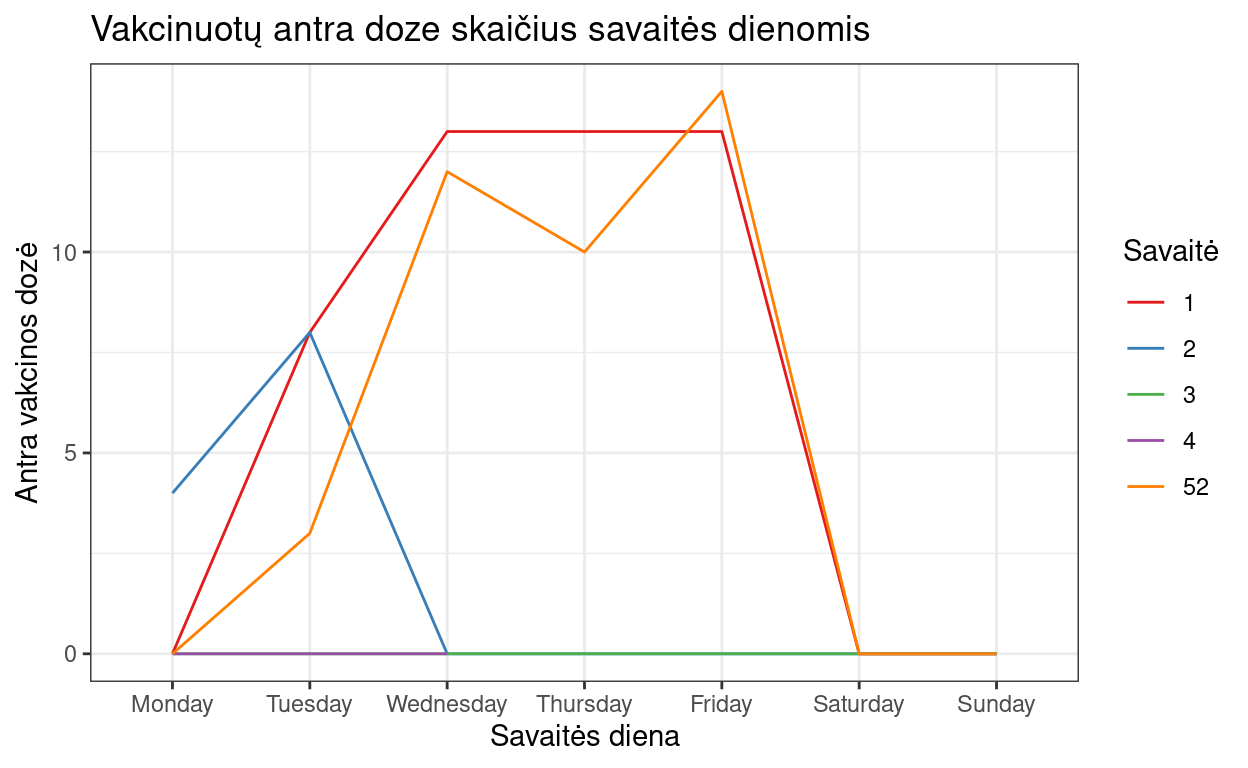 Vakcinuotų antra doze skaičius savaitės dienomis
Antra vakcinos dozė
10
5
0
Monday Tuesday Wednesday Thursday Friday Saturday Sunday
Savaitės diena
Savaitė
1
2
3
4
52